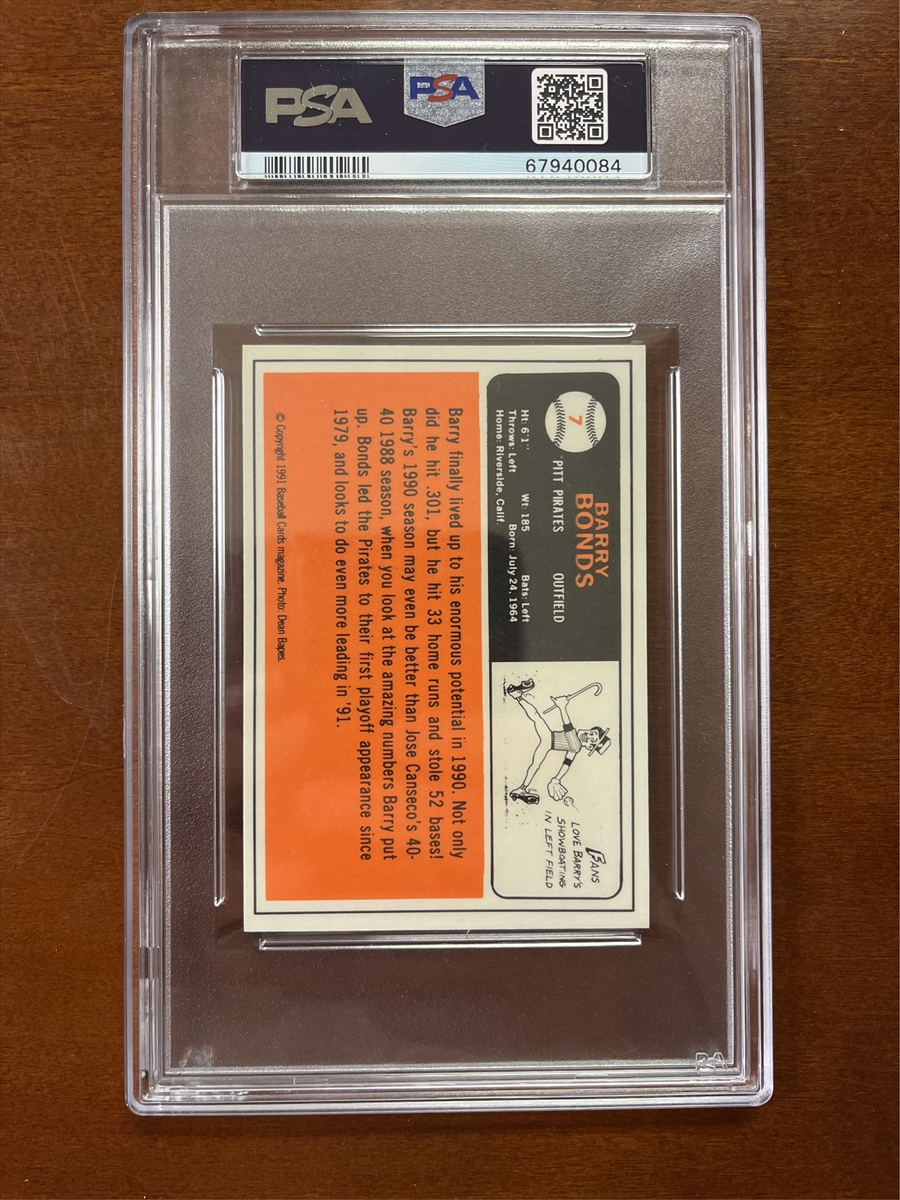 PSA
PSA
67940084
7
BARRY
BONDS
PITT PIRATES OUTFIELD
Ht: 6'1" Wt: 185 Bats: Left
Throws: Left Born: July 24, 1964
Home: Riverside, Calif.
FANS
LOVE BARRY'S
SHOWBOATING
IN LEFT FIELD
Barry finally lived up to his enormous potential in 1990. Not only
did he hit .301, but he hit 33 home runs and stole 52 bases!
Barry's 1990 season may even be better than Jose Canseco's 40-
40 1988 season, when you look at the amazing numbers Barry put
up. Bonds led the Pirates to their first playoff appearance since
1979, and looks to do even more leading in '91.
© Copyright 1991 Baseball Cards magazine. Photo: Dean Bapes.